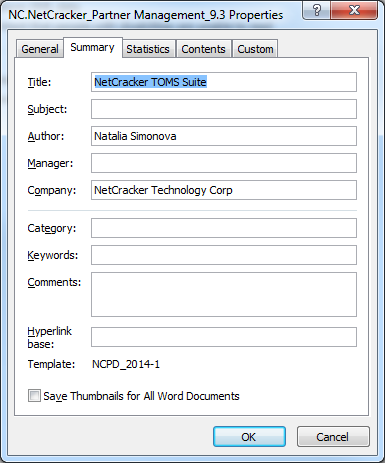 NC.NetCracker_Partner Management_9.3 Properties
General Summary Statistics Contents Custom
Title: NetCracker TOMS Suite
Subject:
Author: Natalia Simonova
Manager:
Company: NetCracker Technology Corp
Category:
Keywords:
Comments:
Hyperlink
base:
Template: NCPD_2014-1
Save Thumbnails for All Word Documents
OK Cancel